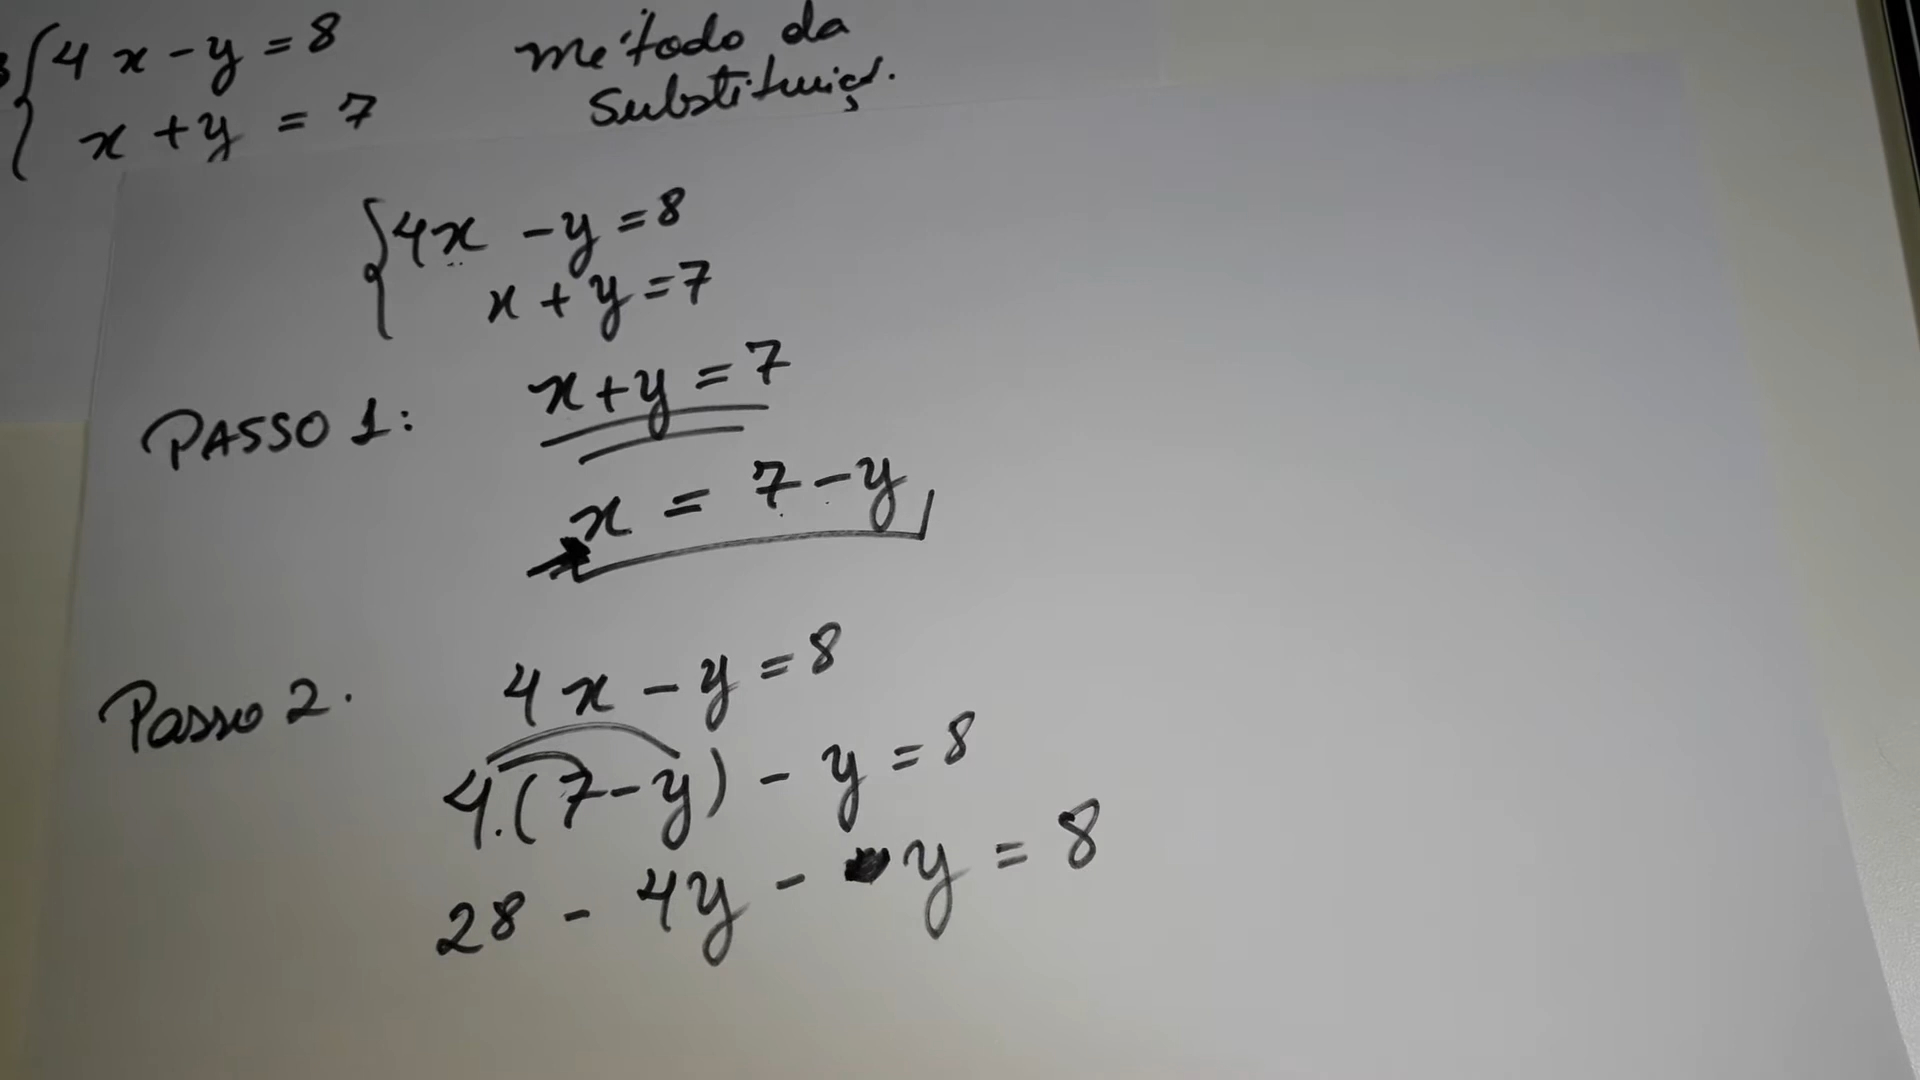 4x - y = 8
x + y = 7
Método da
Substituiçã.
4x - y = 8
x + y = 7
PASSO 1: x + y = 7
x = 7 - y
Passo 2. 4x - y = 8
4.(7 - y) - y = 8
28 - 4y - y = 8